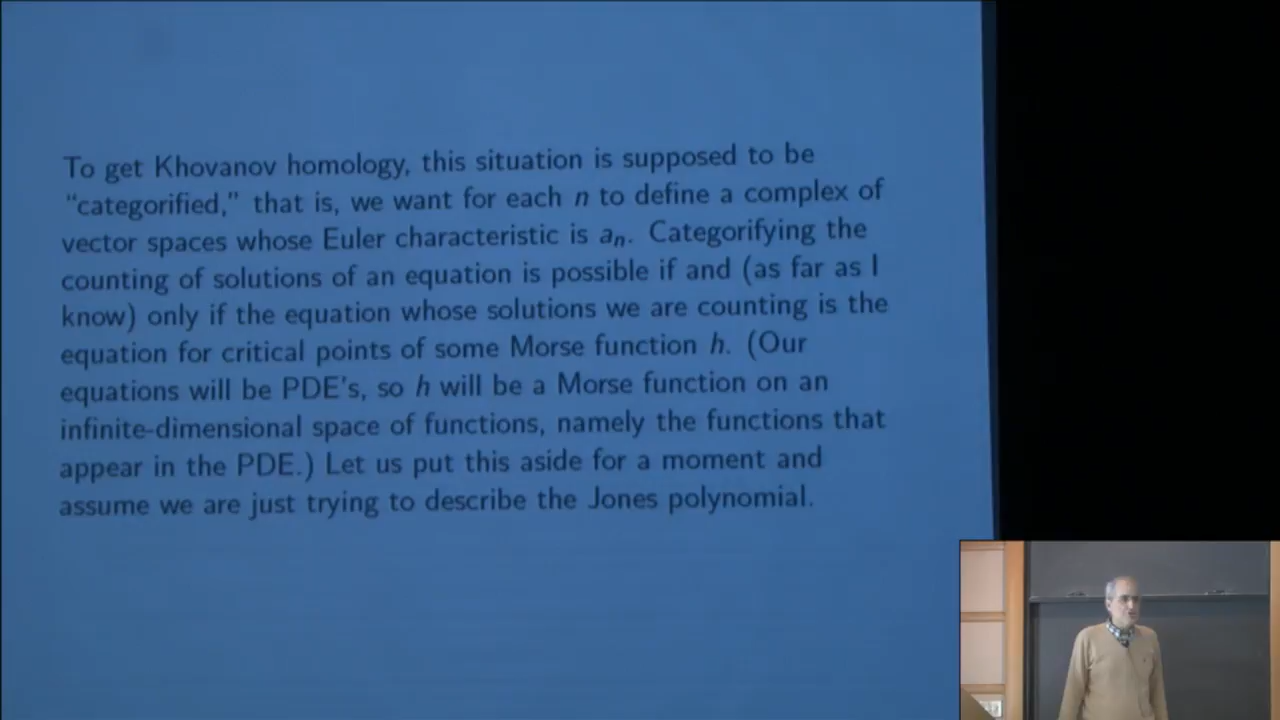 To get Khovanov homology, this situation is supposed to be
“categorified,” that is, we want for each n to define a complex of
vector spaces whose Euler characteristic is aₙ. Categorifying the
counting of solutions of an equation is possible if and (as far as I
know) only if the equation whose solutions we are counting is the
equation for critical points of some Morse function h. (Our
equations will be PDE's, so h will be a Morse function on an
infinite-dimensional space of functions, namely the functions that
appear in the PDE.) Let us put this aside for a moment and
assume we are just trying to describe the Jones polynomial.